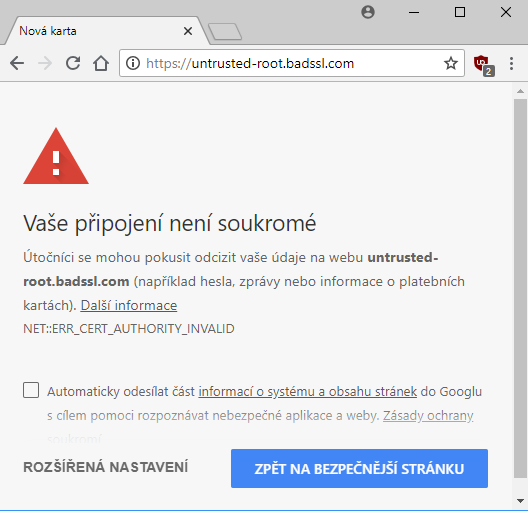 Nová karta
https://untrusted-root.badssl.com
2
Vaše připojení není soukromé
Útočníci se mohou pokusit odcizit vaše údaje na webu untrusted-
root.badssl.com (například hesla, zprávy nebo informace o platebních
kartách). Další informace
NET::ERR_CERT_AUTHORITY_INVALID
Automaticky odesílat část informací o systému a obsahu stránek do Googlu
s cílem pomoci rozpoznávat nebezpečné aplikace a weby. Zásady ochrany
ROZŠÍŘENÁ NASTAVENÍ
ZPĚT NA BEZPEČNĚJŠÍ STRÁNKU